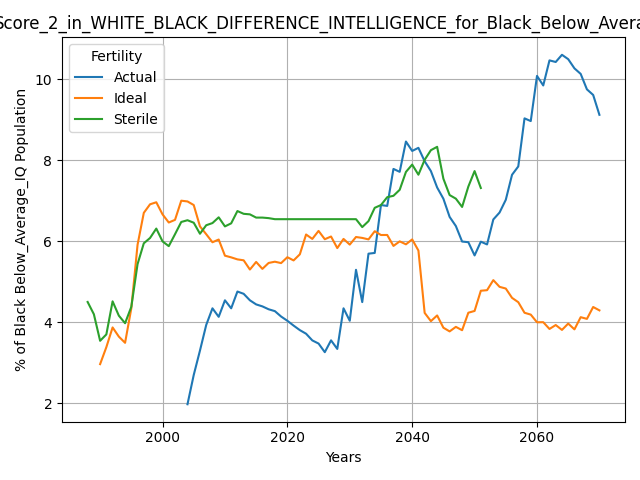 Score_2_in_WHITE_BLACK_DIFFERENCE_INTELLIGENCE_for_Black_Below_Avera
Fertility
Actual
Ideal
Sterile
% of Black Below_Average_IQ Population
10
8
6
4
2
2000 2020 2040 2060
Years